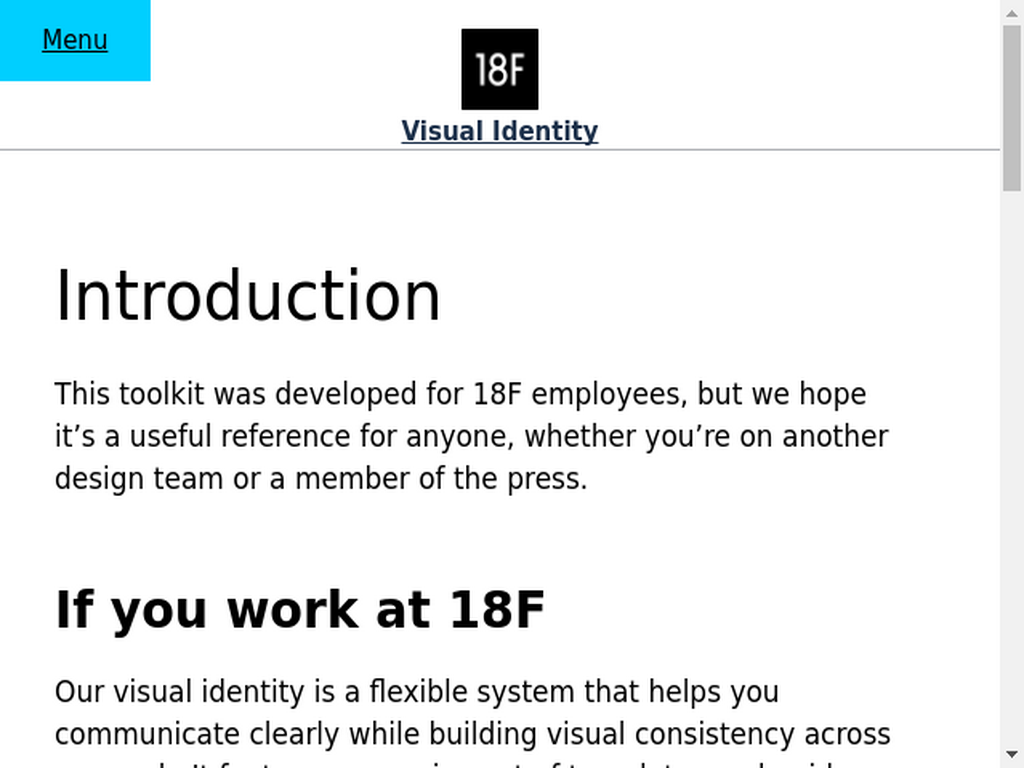 Menu
18F
Visual Identity
Introduction
This toolkit was developed for 18F employees, but we hope
it’s a useful reference for anyone, whether you’re on another
design team or a member of the press.
If you work at 18F
Our visual identity is a flexible system that helps you
communicate clearly while building visual consistency across